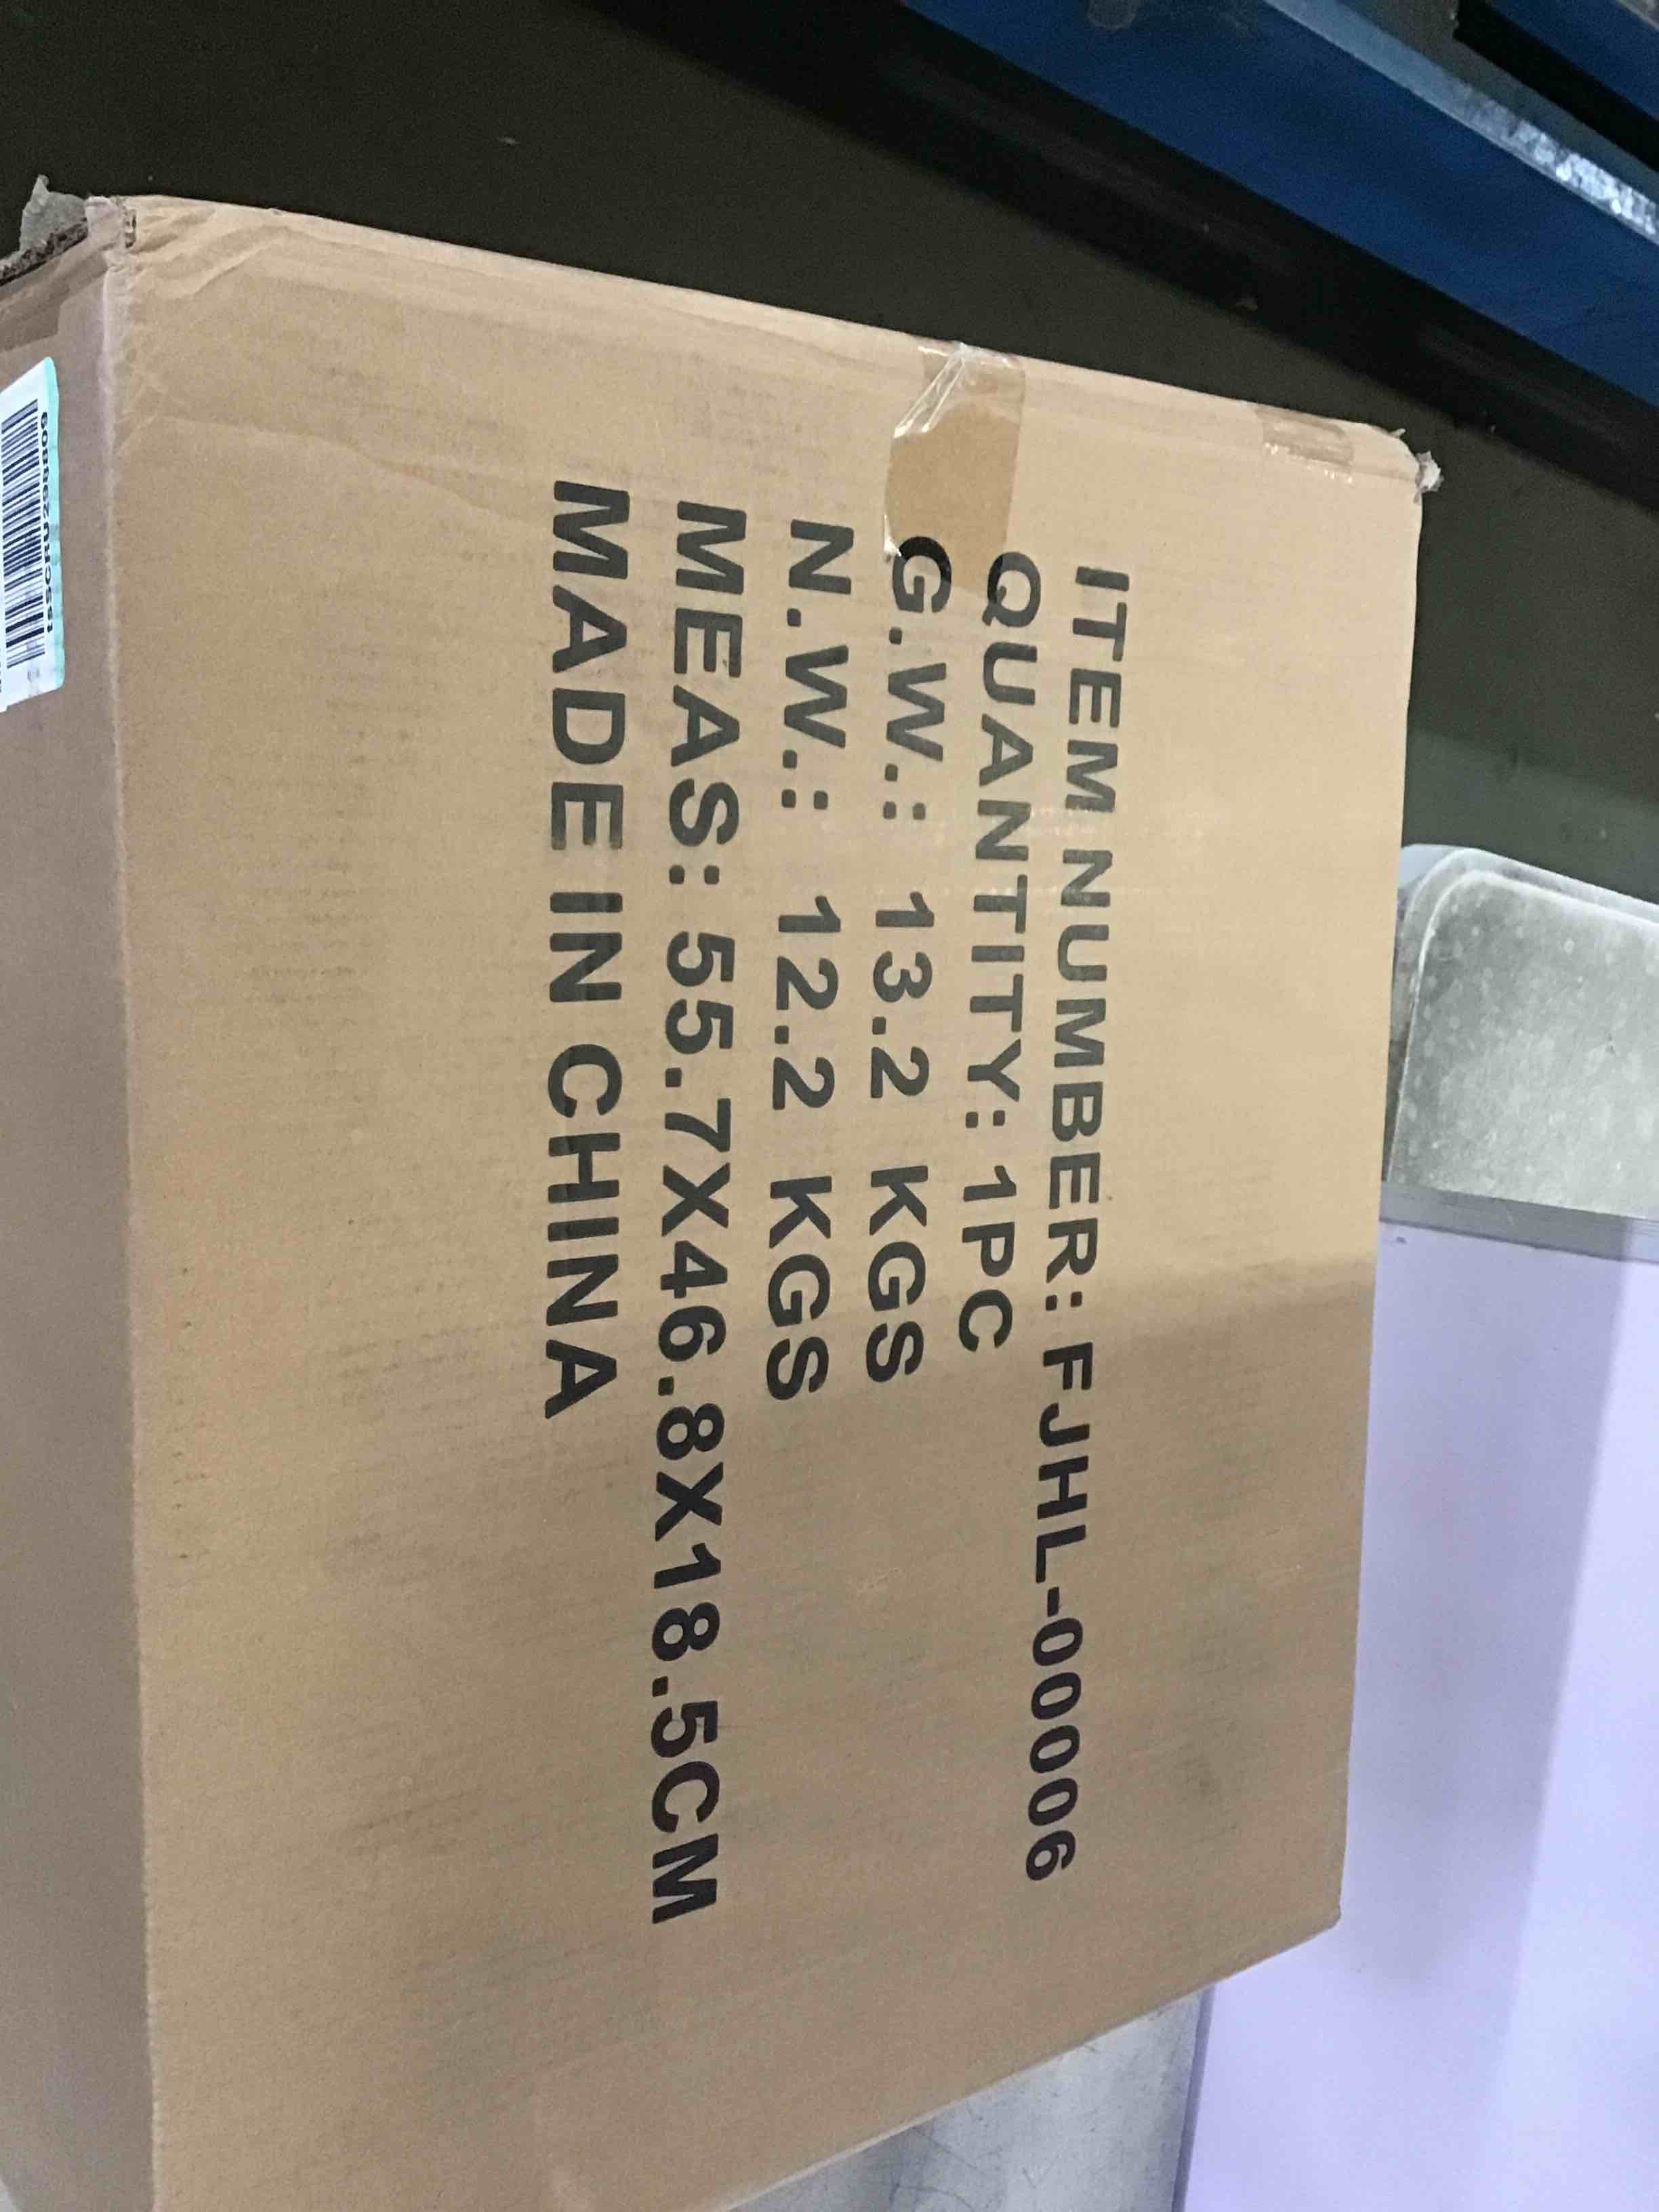 ITEM NUMBER: FJHL-00006
QUANTITY: 1PC
G.W.: 13.2 KGS
N.W.: 12.2 KGS
MEAS: 55.7X46.8X18.5CM
MADE IN CHINA